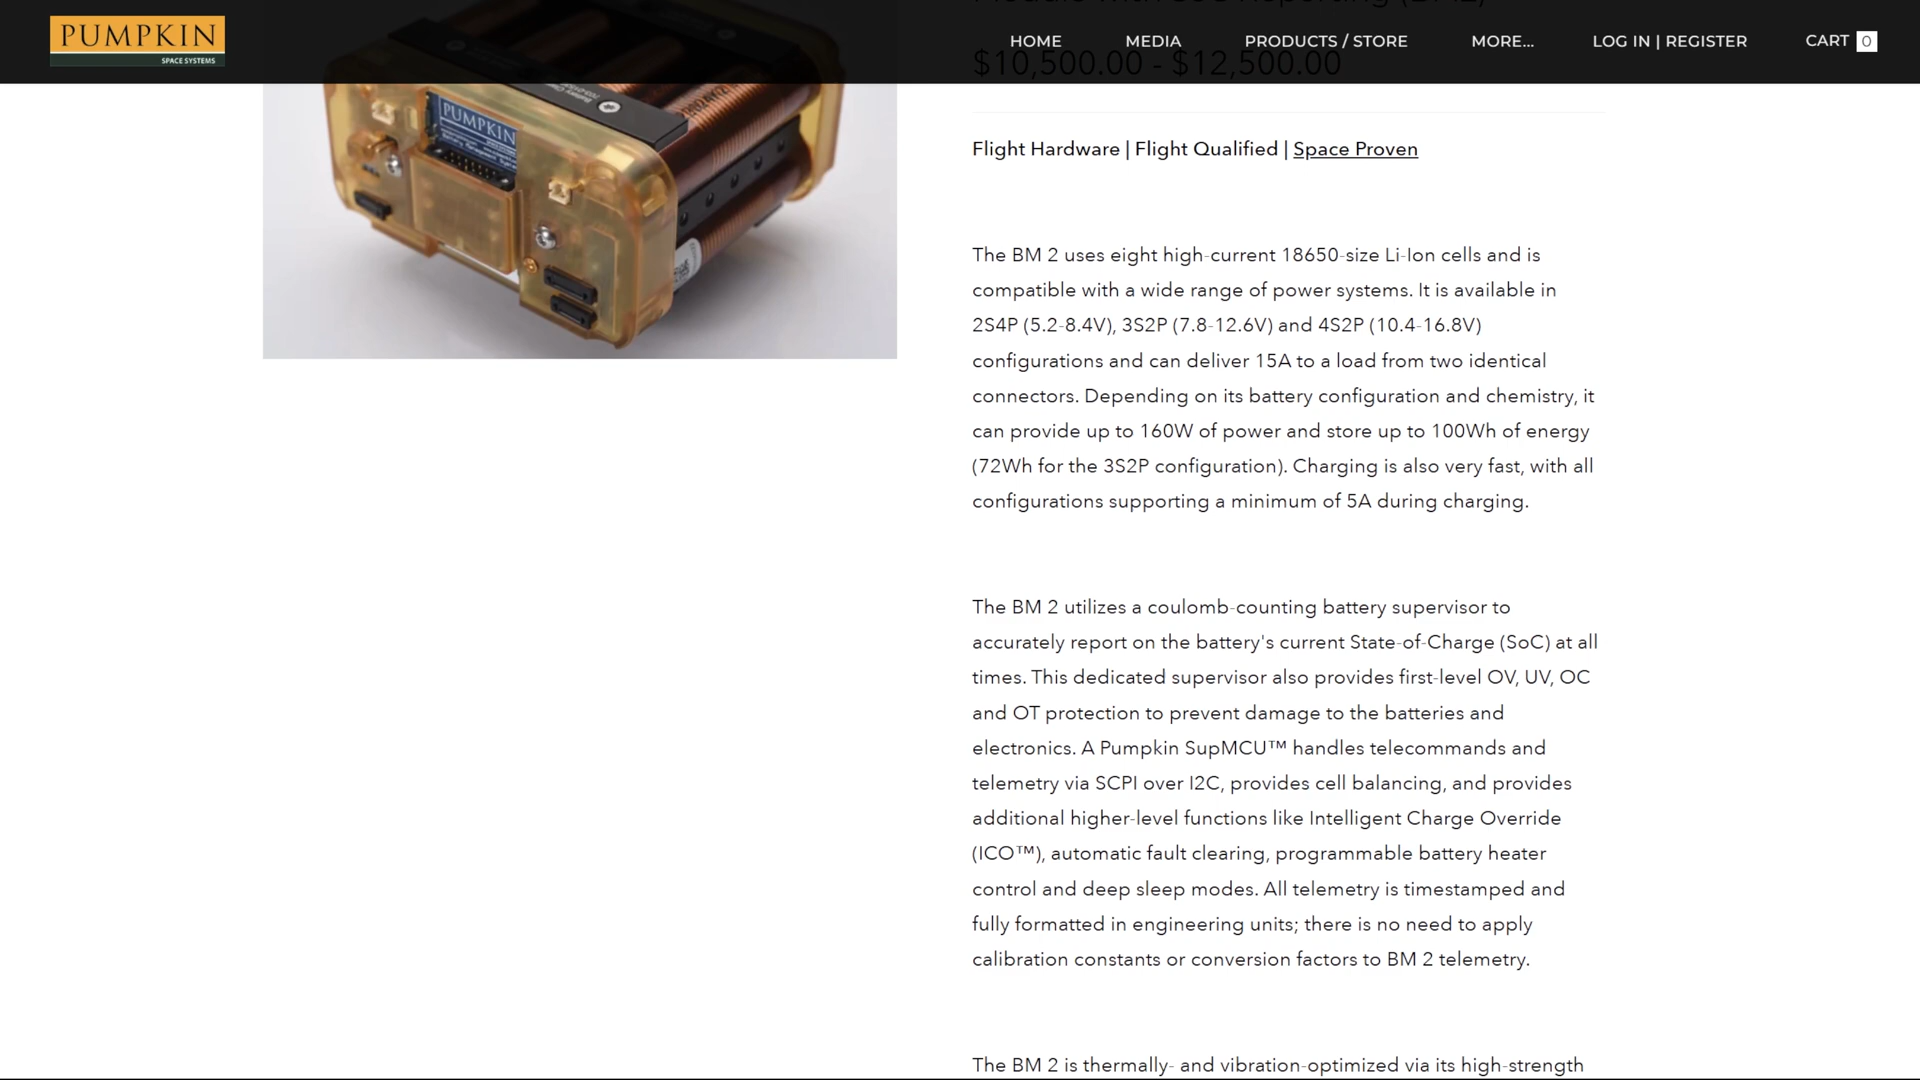 PUMPKIN
SPACE SYSTEMS
HOME MEDIA PRODUCTS / STORE MORE... LOG IN | REGISTER CART 0
$10,500.00 - $12,500.00
PUMPKIN
Flight Hardware | Flight Qualified | Space Proven
The BM 2 uses eight high-current 18650-size Li-Ion cells and is
compatible with a wide range of power systems. It is available in
2S4P (5.2-8.4V), 3S2P (7.8-12.6V) and 4S2P (10.4-16.8V)
configurations and can deliver 15A to a load from two identical
connectors. Depending on its battery configuration and chemistry, it
can provide up to 160W of power and store up to 100Wh of energy
(72Wh for the 3S2P configuration). Charging is also very fast, with all
configurations supporting a minimum of 5A during charging.
The BM 2 utilizes a coulomb-counting battery supervisor to
accurately report on the battery's current State-of-Charge (SoC) at all
times. This dedicated supervisor also provides first-level OV, UV, OC
and OT protection to prevent damage to the batteries and
electronics. A Pumpkin SupMCU™ handles telecommands and
telemetry via SCPI over I2C, provides cell balancing, and provides
additional higher-level functions like Intelligent Charge Override
(ICO™), automatic fault clearing, programmable battery heater
control and deep sleep modes. All telemetry is timestamped and
fully formatted in engineering units; there is no need to apply
calibration constants or conversion factors to BM 2 telemetry.
The BM 2 is thermally- and vibration-optimized via its high-strength